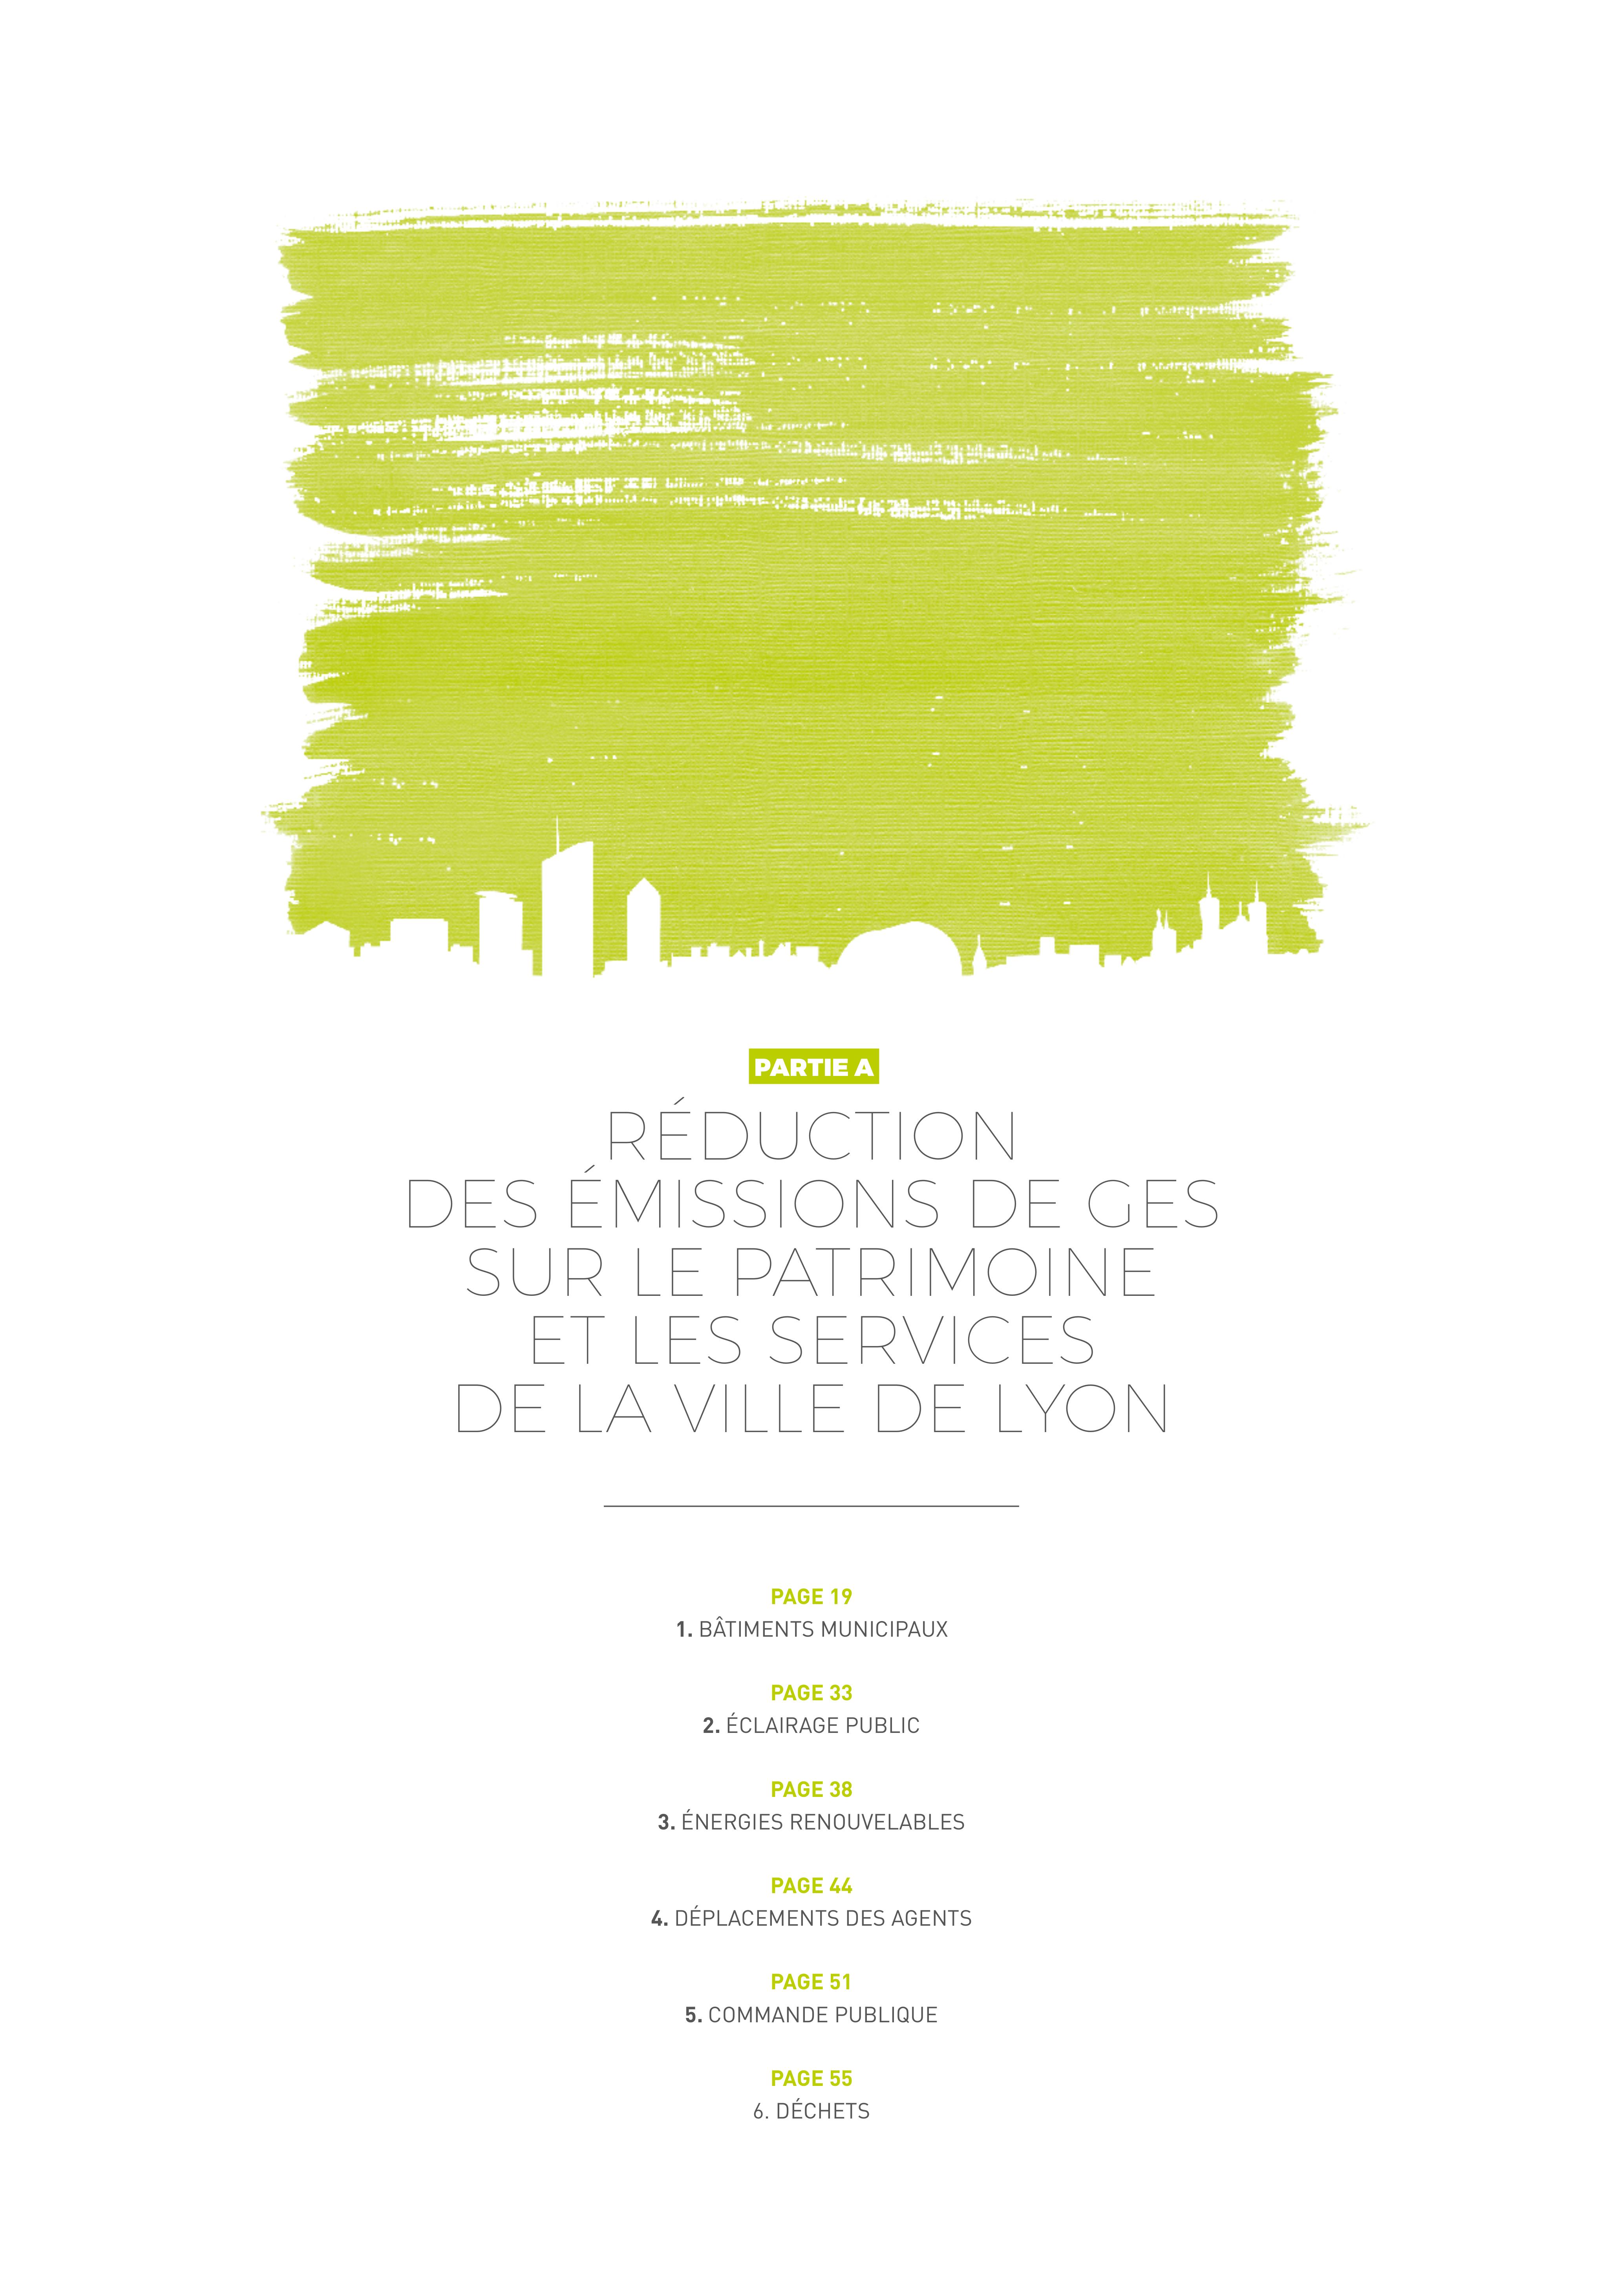 PARTIE A
RÉDUCTION
DES ÉMISSIONS DE GES
SUR LE PATRIMOINE
ET LES SERVICES
DE LA VILLE DE LYON
PAGE 19
1. BÂTIMENTS MUNICIPAUX
PAGE 33
2. ÉCLAIRAGE PUBLIC
PAGE 38
3. ÉNERGIES RENOUVELABLES
PAGE 44
4. DÉPLACEMENTS DES AGENTS
PAGE 51
5. COMMANDE PUBLIQUE
PAGE 55
6. DÉCHETS